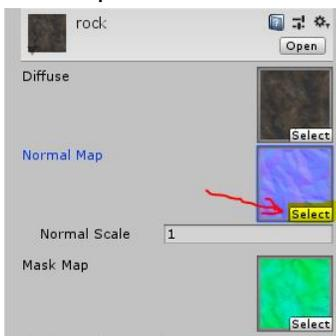 rock
Open
Diffuse
Select
Normal Map
Select
Normal Scale 1
Mask Map
Select